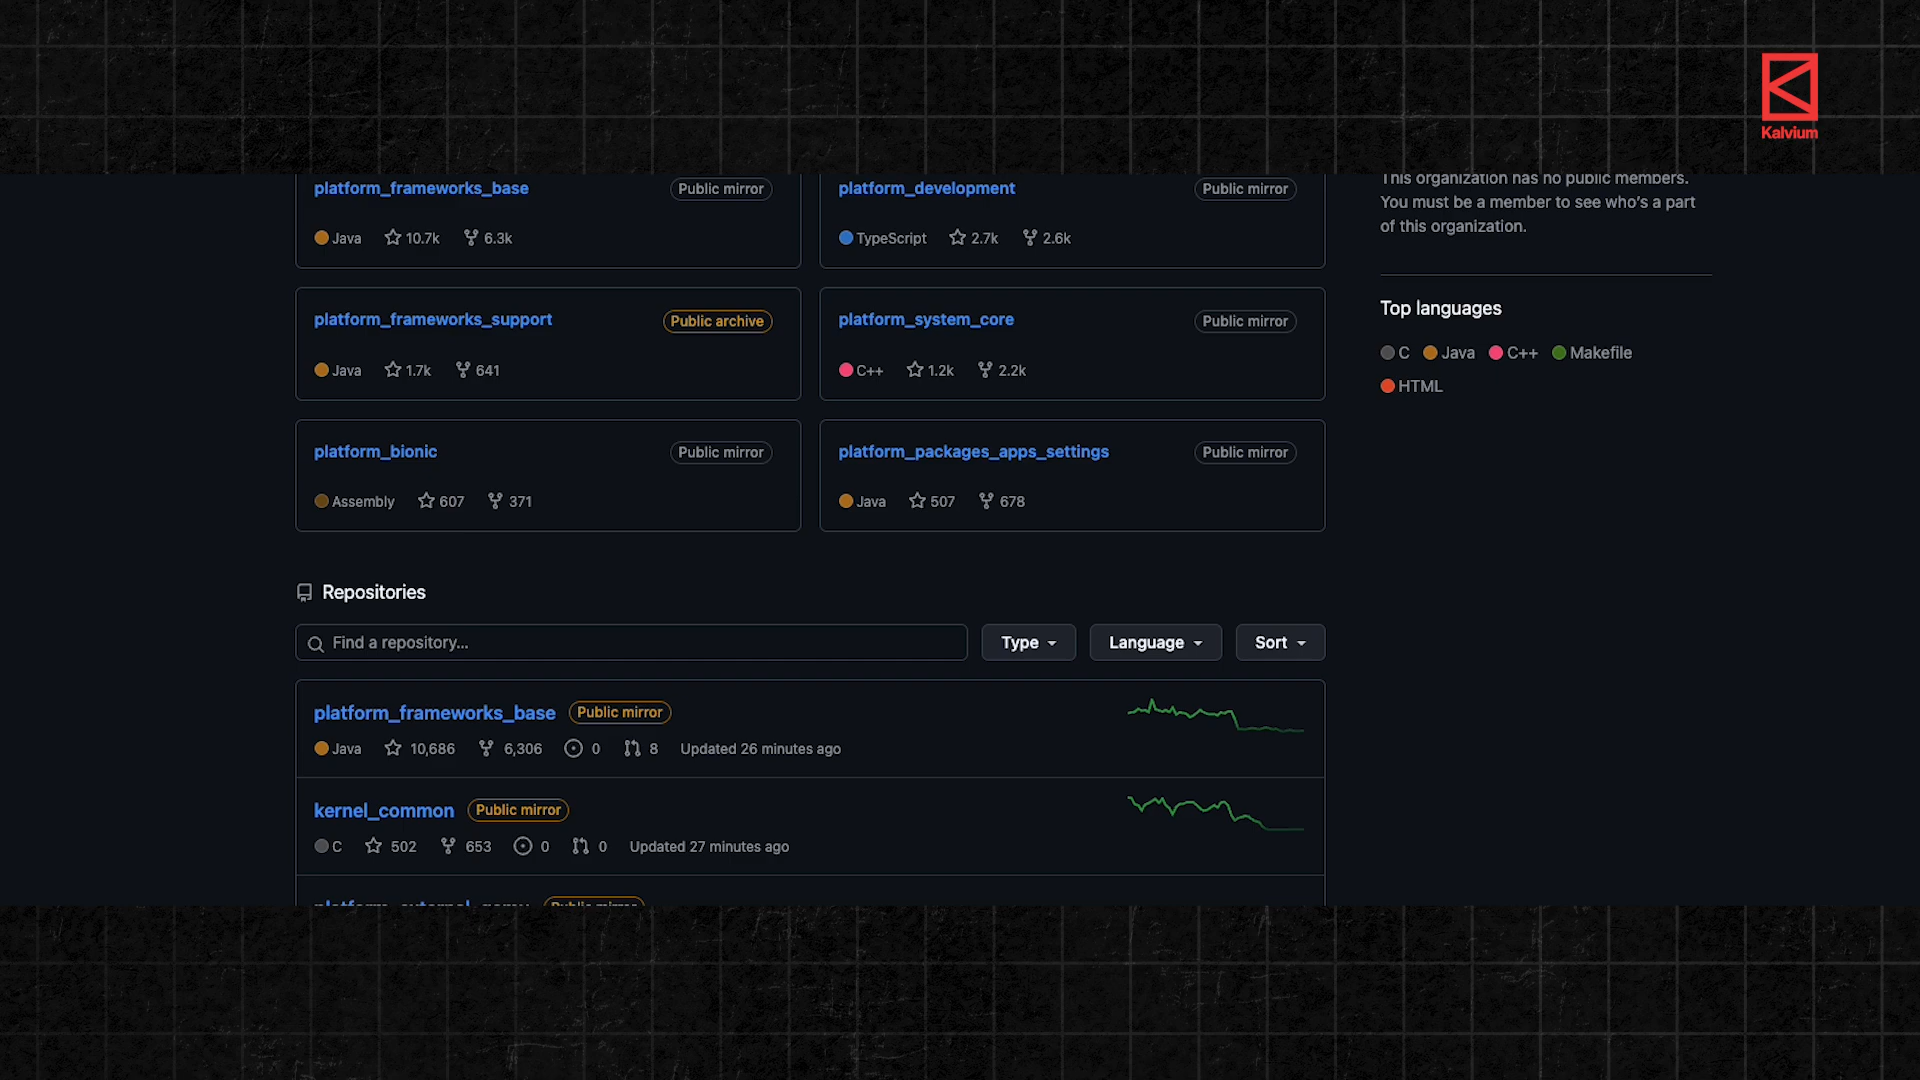 Kalvium
platform_frameworks_base Public mirror
Java 10.7k 6.3k
platform_development Public mirror
TypeScript 2.7k 2.6k
This organization has no public members.
You must be a member to see who's a part
of this organization.
platform_frameworks_support Public archive
Java 1.7k 641
platform_system_core Public mirror
C++ 1.2k 2.2k
Top languages
C Java C++ Makefile
HTML
platform_bionic Public mirror
Assembly 607 371
platform_packages_apps_settings Public mirror
Java 507 678
Repositories
Find a repository... Type Language Sort
platform_frameworks_base Public mirror
Java 10,686 6,306 0 8 Updated 26 minutes ago
kernel_common Public mirror
C 502 653 0 0 Updated 27 minutes ago
Public mirror